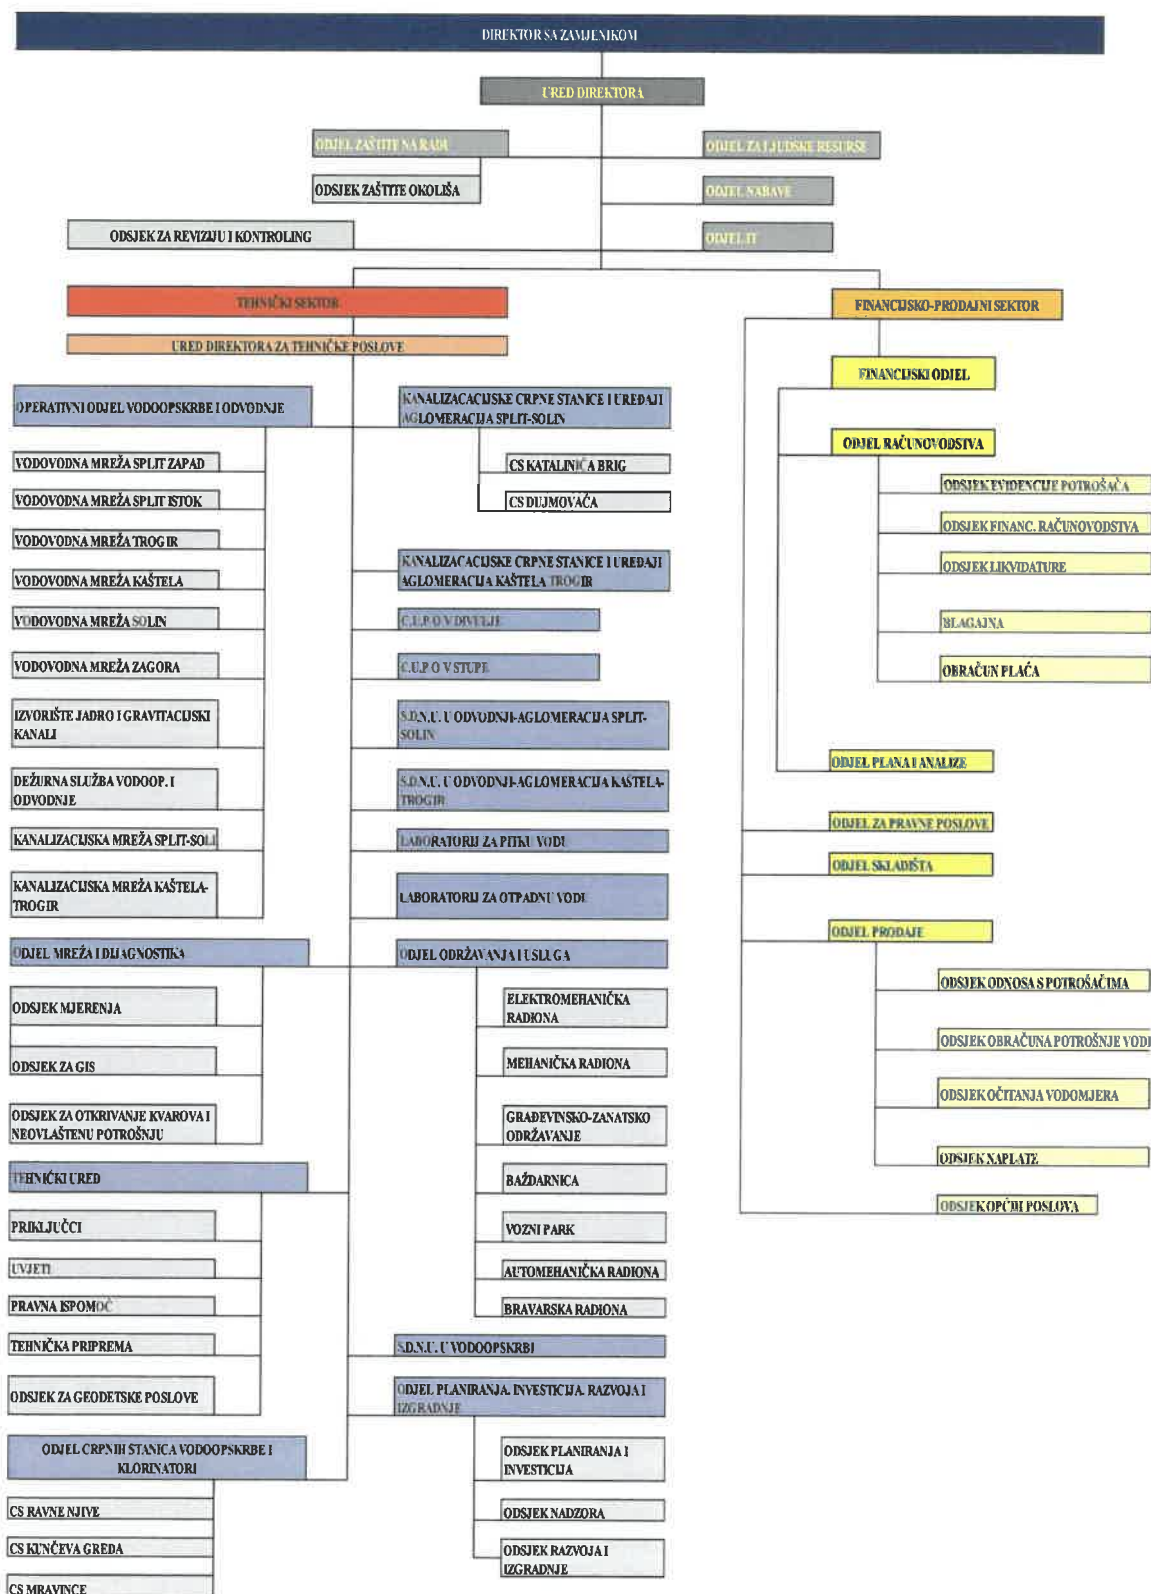 DIREKTOR SA ZAMJENIKOM
URED DIREKTORA
ODJEL ZAŠTITE NA RADU
ODJEL ZA LJUDSKE RESURSE
ODSJEK ZAŠTITE OKOLIŠA
ODJEL NABAVE
ODSJEK ZA REVIZIJU I KONTROLING
ODJEL IT
TEHNIČKI SEKTOR
URED DIREKTORA ZA TEHNIČKE POSLOVE
OPERATIVNI ODJEL VODOOPSKRBE I ODVODNJE
VODOVODNA MREŽA SPLIT ZAPAD
VODOVODNA MREŽA SPLIT ISTOK
VODOVODNA MREŽA TROGIR
VODOVODNA MREŽA KAŠTELA
VODOVODNA MREŽA SOLIN
VODOVODNA MREŽA ZAGORA
IZVORIŠTE JADRO I GRAVITACIJSKI
KANALI
DEŽURNA SLUŽBA VODOOP. I
ODVODNJE
KANALIZACIJSKA MREŽA SPLIT-SOLI
KANALIZACIJSKA MREŽA KAŠTELA-
TROGIR
ODJEL MREŽA I DIJAGNOSTIKA
ODSJEK MJERENJA
ODSJEK ZA GIS
ODSJEK ZA OTKRIVANJE KVAROVA I
NEOVLAŠTENU POTROŠNJU
TEHNIČKI URED
PRIKLJUČCI
UVJETI
PRAVNA ISPOMOĆ
TEHNIČKA PRIPREMA
ODSJEK ZA GEODETSKE POSLOVE
ODJEL CRPNIH STANICA VODOOPSKRBE I
KLORINATORI
CS RAVNE NJIVE
CS KUNČEVA GREDA
CS MRAVINCE
KANALIZACACIJSKE CRPNE STANICE I UREĐAJI
AGLOMERACIJA SPLIT-SOLIN
CS KATALINIĆA BRIG
CS DUJMOVAČA
KANALIZACACIJSKE CRPNE STANICE I UREĐAJI
AGLOMERACIJA KAŠTELA TROGIR
C.U.P.O V DIVULJE
C.U.P O V STUPE
S.D.N.U. U ODVODNJI-AGLOMERACIJA SPLIT-
SOLIN
S.D.N.U. U ODVODNJI-AGLOMERACIJA KAŠTELA-
TROGIR
LABORATORIJ ZA PITKU VODU
LABORATORIJ ZA OTPADNU VODU
ODJEL ODRŽAVANJA I USLUGA
ELEKTROMEHANIČKA
RADIONA
MEHANIČKA RADIONA
GRAĐEVINSKO-ZANATSKO
ODRŽAVANJE
BAŽDARNICA
VOZNI PARK
AUTOMEHANIČKA RADIONA
BRAVARSKA RADIONA
S.D.N.U. U VODOOPSKRBI
ODJEL PLANIRANJA, INVESTICIJA, RAZVOJA I
IZGRADNJE
ODSJEK PLANIRANJA I
INVESTICIJA
ODSJEK NADZORA
ODSJEK RAZVOJA I
IZGRADNJE
FINANCIJSKO-PRODAJNI SEKTOR
FINANCIJSKI ODJEL
ODJEL RAČUNOVODSTVA
ODSJEK EVIDENCIJE POTROŠAČA
ODSJEK FINANC. RAČUNOVODSTVA
ODSJEK LIKVIDATURE
BLAGAJNA
OBRAČUN PLAĆA
ODJEL PLANA I ANALIZE
ODJEL ZA PRAVNE POSLOVE
ODJEL SKLADIŠTA
ODJEL PRODAJE
ODSJEK ODNOSA S POTROŠAČIMA
ODSJEK OBRAČUNA POTROŠNJE VODE
ODSJEK OČITANJA VODOMJERA
ODSJEK NAPLATE
ODSJEK OPĆIH POSLOVA